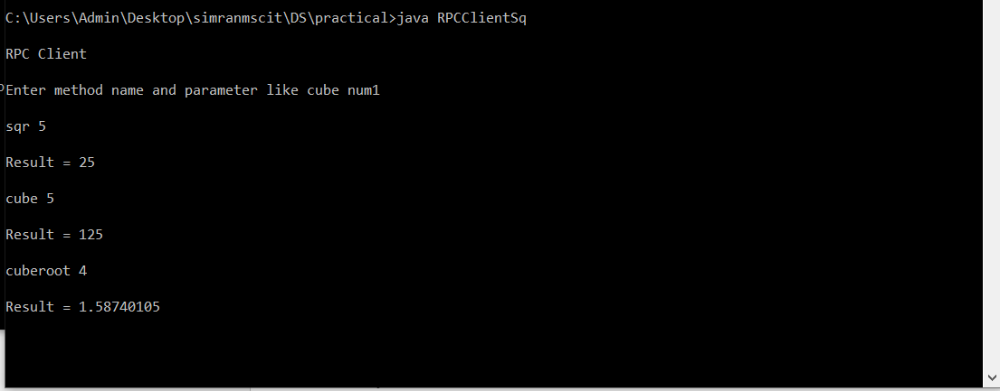 C:\Users\Admin\Desktop\simranmscit\DS\practical>java RPCClientSq
RPC Client
Enter method name and parameter like cube num1
sqr 5
Result = 25
cube 5
Result = 125
cuberoot 4
Result = 1.58740105